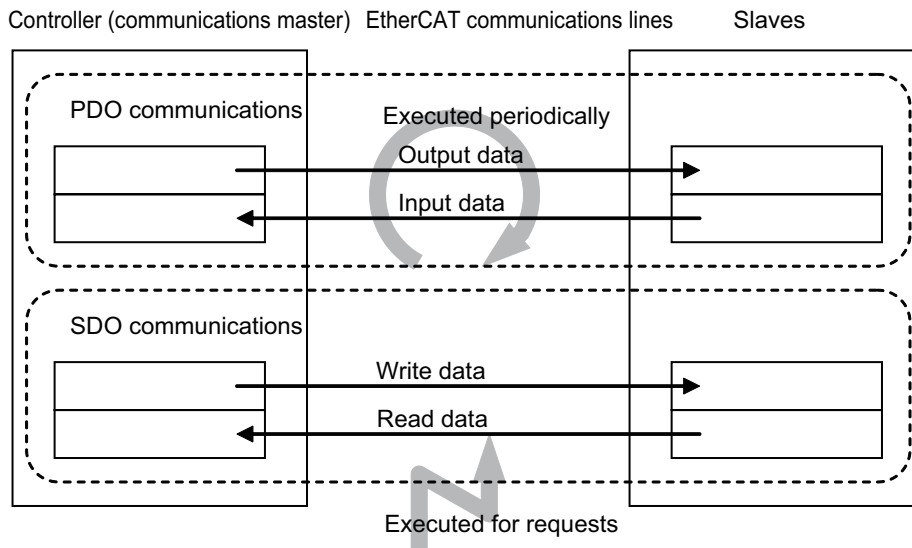 Controller (communications master) EtherCAT communications lines Slaves
PDO communications
Executed periodically
Output data
Input data
SDO communications
Write data
Read data
Executed for requests